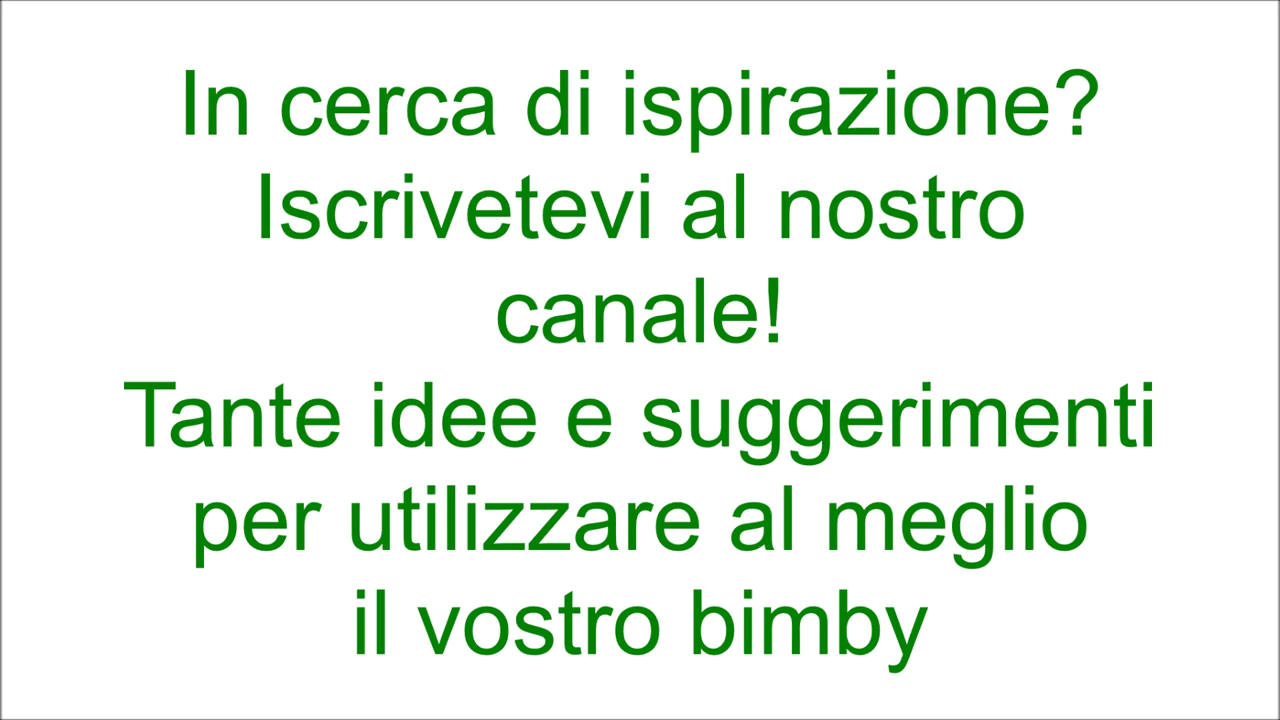 In cerca di ispirazione?
Iscrivetevi al nostro
canale!
Tante idee e suggerimenti
per utilizzare al meglio
il vostro bimby